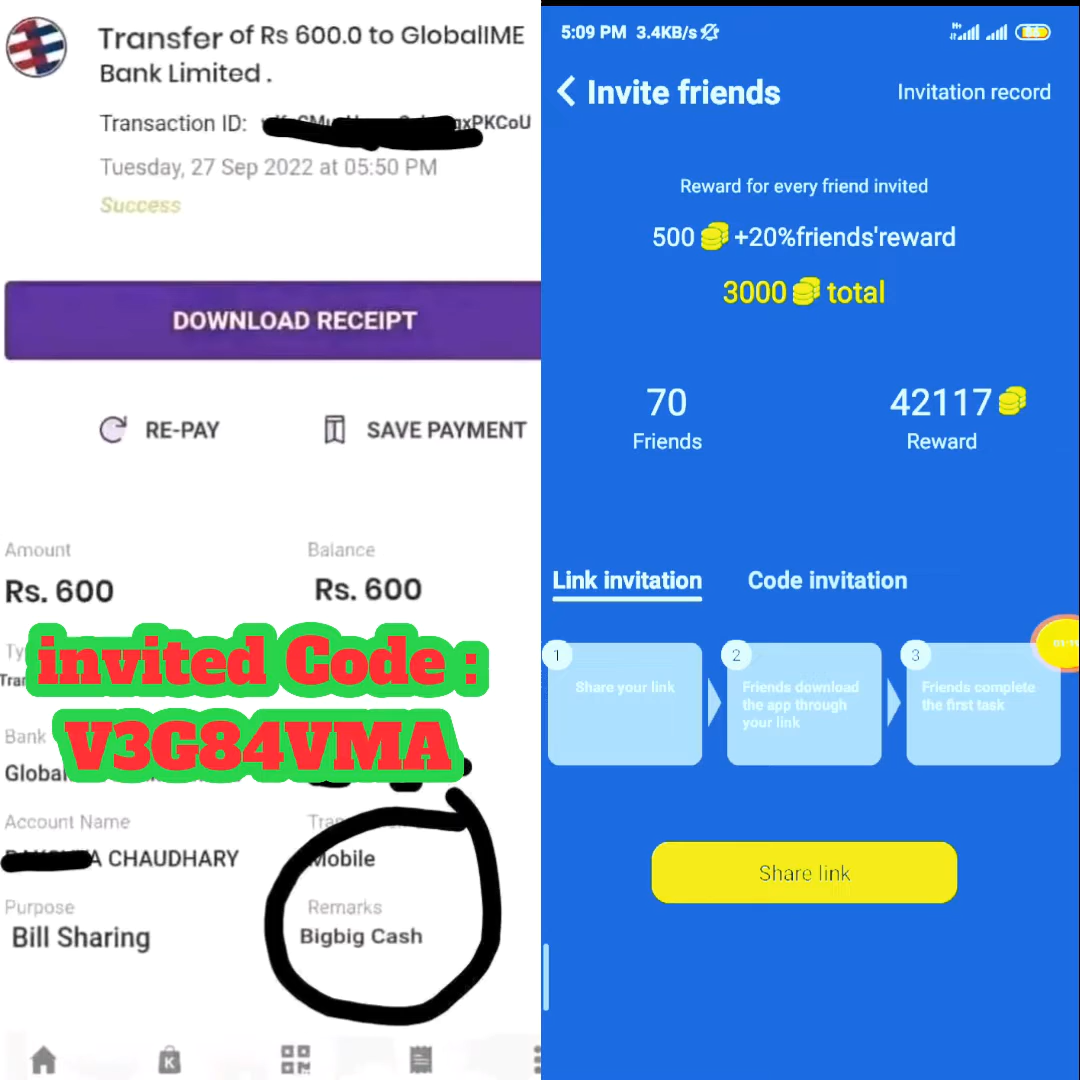 Transfer of Rs 600.0 to GlobalIME
Bank Limited .
Transaction ID: qxPKCoU
Tuesday, 27 Sep 2022 at 05:50 PM
Success
DOWNLOAD RECEIPT
RE-PAY
SAVE PAYMENT
Amount
Balance
Rs. 600
Rs. 600
invited Code :
V3G84VMA
Bank
Global
Account Name
CHAUDHARY
Mobile
Purpose
Remarks
Bill Sharing
Bigbig Cash
K
5:09 PM 3.4KB/s
Invite friends
Invitation record
Reward for every friend invited
500 +20%friends'reward
3000 total
70
42117
Friends
Reward
Link invitation
Code invitation
1
Share your link
2
Friends download
the app through
your link
3
Friends complete
the first task
Share link